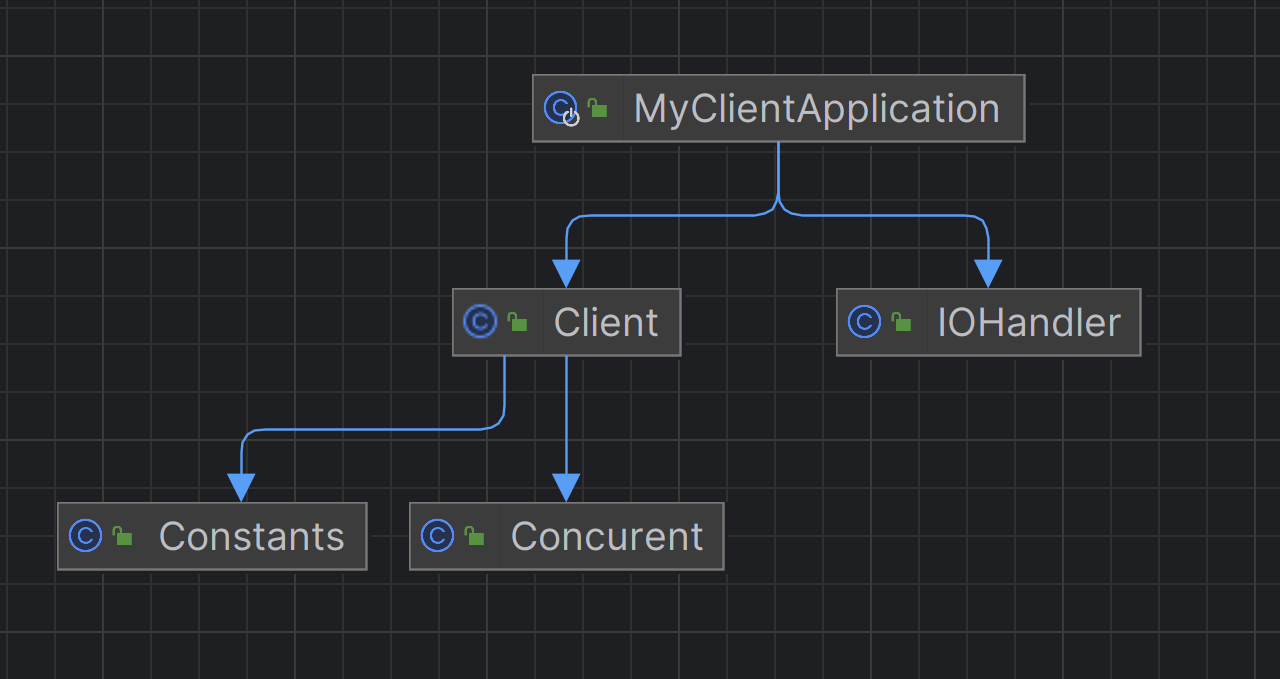 MyClientApplication
Client
IOHandler
Constants
Concurent